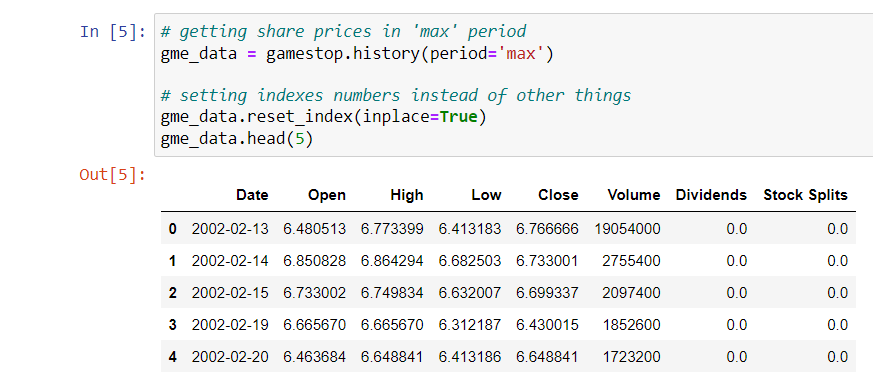 In [5]: # getting share prices in 'max' period
gme_data = gamestop.history(period='max')
# setting indexes numbers instead of other things
gme_data.reset_index(inplace=True)
gme_data.head(5)
Out[5]:
Date Open High Low Close Volume Dividends Stock Splits
0 2002-02-13 6.480513 6.773399 6.413183 6.766666 19054000 0.0 0.0
1 2002-02-14 6.850828 6.864294 6.682503 6.733001 2755400 0.0 0.0
2 2002-02-15 6.733002 6.749834 6.632007 6.699337 2097400 0.0 0.0
3 2002-02-19 6.665670 6.665670 6.312187 6.430015 1852600 0.0 0.0
4 2002-02-20 6.463684 6.648841 6.413186 6.648841 1723200 0.0 0.0